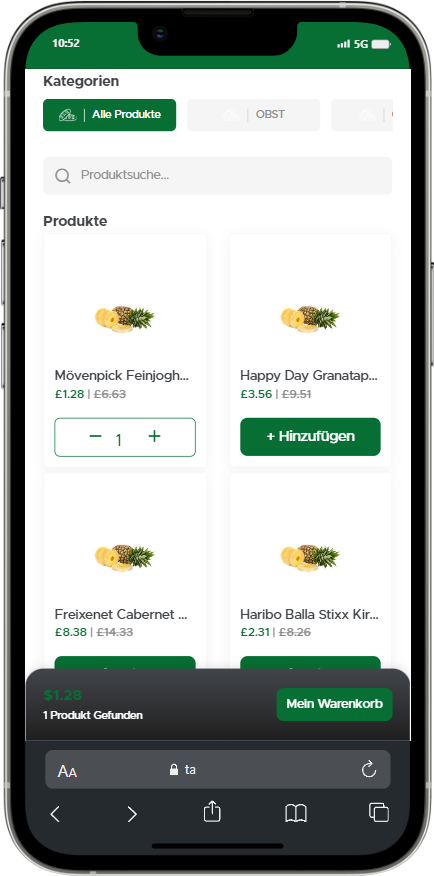 10:52
5G
Kategorien
Alle Produkte
OBST
Produktsuche...
Produkte
Mövenpick Feinjogh...
£1.28 | £6.63
1
Happy Day Granatap...
£3.56 | £9.51
+ Hinzufügen
Freixenet Cabernet ...
£8.38 | £14.33
Haribo Balla Stixx Kir...
£2.31 | £8.26
$1.28
1 Produkt Gefunden
Mein Warenkorb
AA
ta